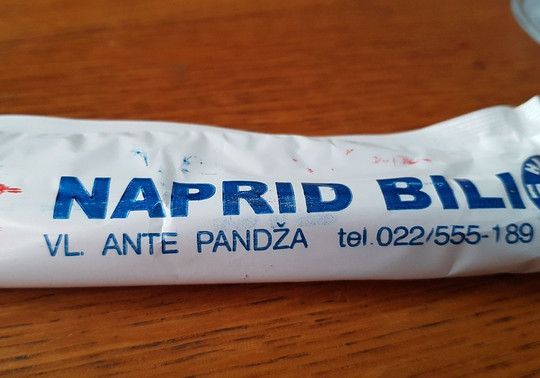 NAPRID BILI
VL. ANTE PANDŽA tel.022/555-189